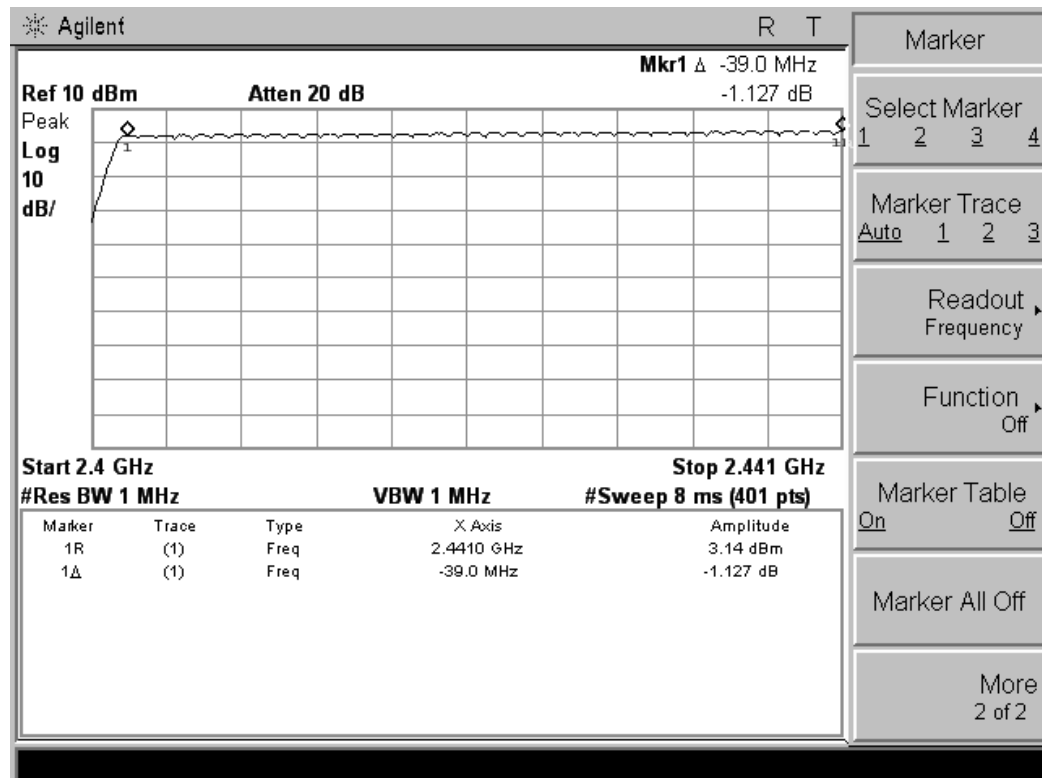 Agilent R T
Mkr1 Δ -39.0 MHz
Ref 10 dBm Atten 20 dB -1.127 dB
Peak
Log
10
dB/
1
1
Start 2.4 GHz Stop 2.441 GHz
#Res BW 1 MHz VBW 1 MHz #Sweep 8 ms (401 pts)
Marker Trace Type X Axis Amplitude
1R (1) Freq 2.4410 GHz 3.14 dBm
1Δ (1) Freq -39.0 MHz -1.127 dB
Marker
Select Marker
1 2 3 4
Marker Trace
Auto 1 2 3
Readout
Frequency
Function
Off
Marker Table
On Off
Marker All Off
More
2 of 2